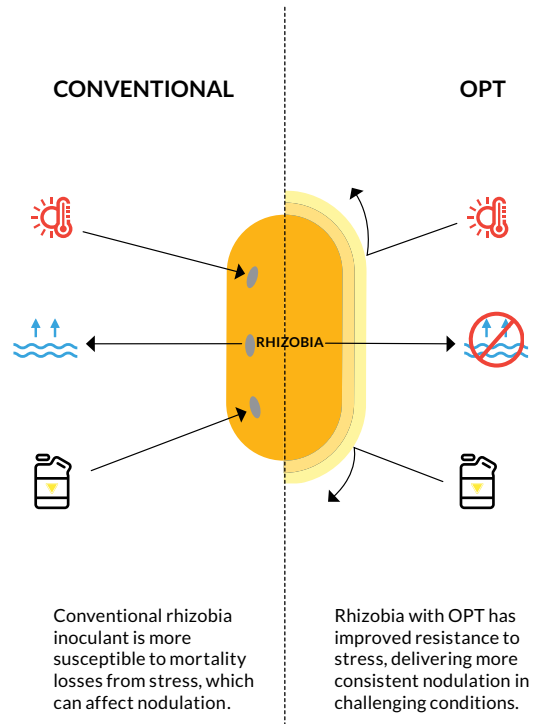 CONVENTIONAL
OPT
RHIZOBIA
Conventional rhizobia
inoculant is more
susceptible to mortality
losses from stress, which
can affect nodulation.
Rhizobia with OPT has
improved resistance to
stress, delivering more
consistent nodulation in
challenging conditions.